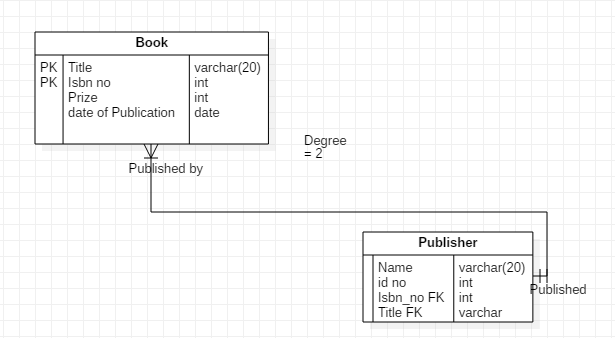 Book
PK Title varchar(20)
PK Isbn no int
Prize int
date of Publication date
Published by
Degree
= 2
Publisher
Name varchar(20)
id no int
Isbn_no FK int
Title FK varchar
Published